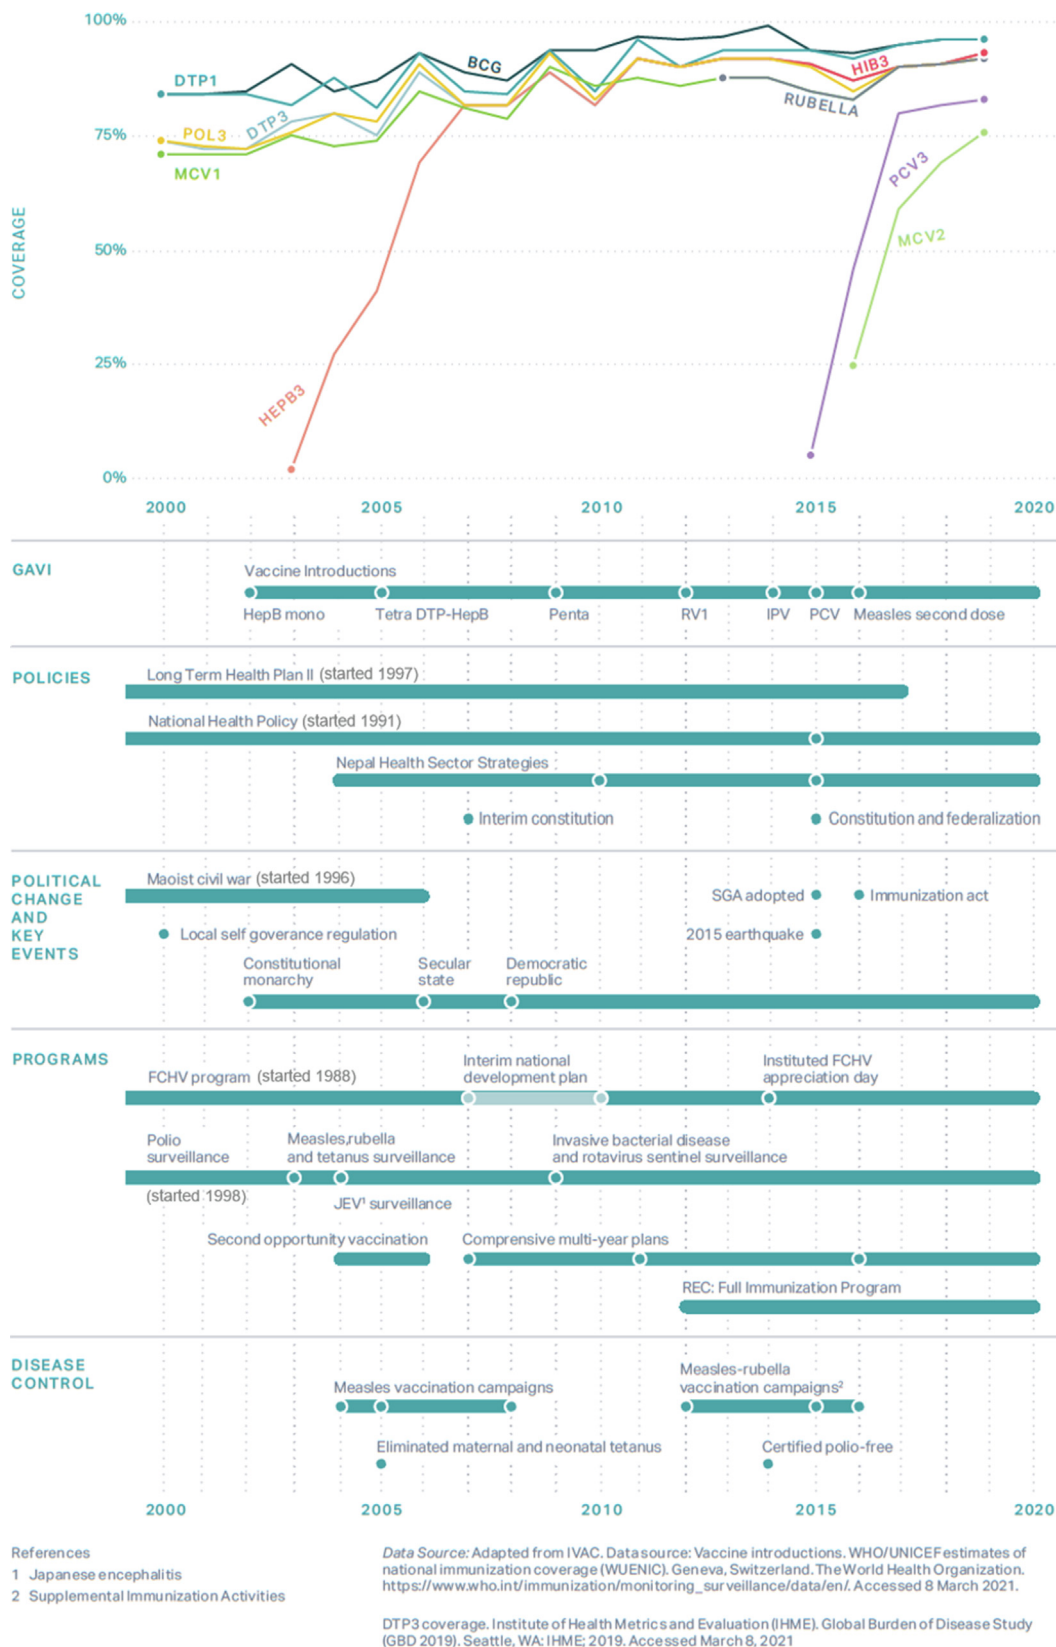 100%
BCG
DTP1
HIB3
RUBELLA
DTP3
POL3
75%
MCV1
PCV3
MCV2
COVERAGE
50%
25%
HEPB3
0%
2000 2005 2010 2015 2020
GAVI
Vaccine Introductions
HepB mono Tetra DTP-HepB Penta RV1 IPV PCV Measles second dose
POLICIES
Long Term Health Plan II (started 1997)
National Health Policy (started 1991)
Nepal Health Sector Strategies
Interim constitution Constitution and federalization
POLITICAL
CHANGE
AND
KEY
EVENTS
Maoist civil war (started 1996)
SGA adopted Immunization act
Local self goverance regulation 2015 earthquake
Constitutional
monarchy
Secular
state
Democratic
republic
PROGRAMS
FCHV program (started 1988)
Interim national
development plan
Instituted FCHV
appreciation day
Polio
surveillance
(started 1998)
Measles,rubella
and tetanus surveillance
JEV¹ surveillance
Invasive bacterial disease
and rotavirus sentinel surveillance
Second opportunity vaccination Comprensive multi-year plans
REC: Full Immunization Program
DISEASE
CONTROL
Measles vaccination campaigns
Measles-rubella
vaccination campaigns²
Eliminated maternal and neonatal tetanus Certified polio-free
2000 2005 2010 2015 2020
References
1 Japanese encephalitis
2 Supplemental Immunization Activities
Data Source: Adapted from IVAC. Data source: Vaccine introductions. WHO/UNICEF estimates of
national immunization coverage (WUENIC). Geneva, Switzerland. The World Health Organization.
https://www.who.int/immunization/monitoring_surveillance/data/en/. Accessed 8 March 2021.
DTP3 coverage. Institute of Health Metrics and Evaluation (IHME). Global Burden of Disease Study
(GBD 2019). Seattle, WA: IHME; 2019. Accessed March 8, 2021